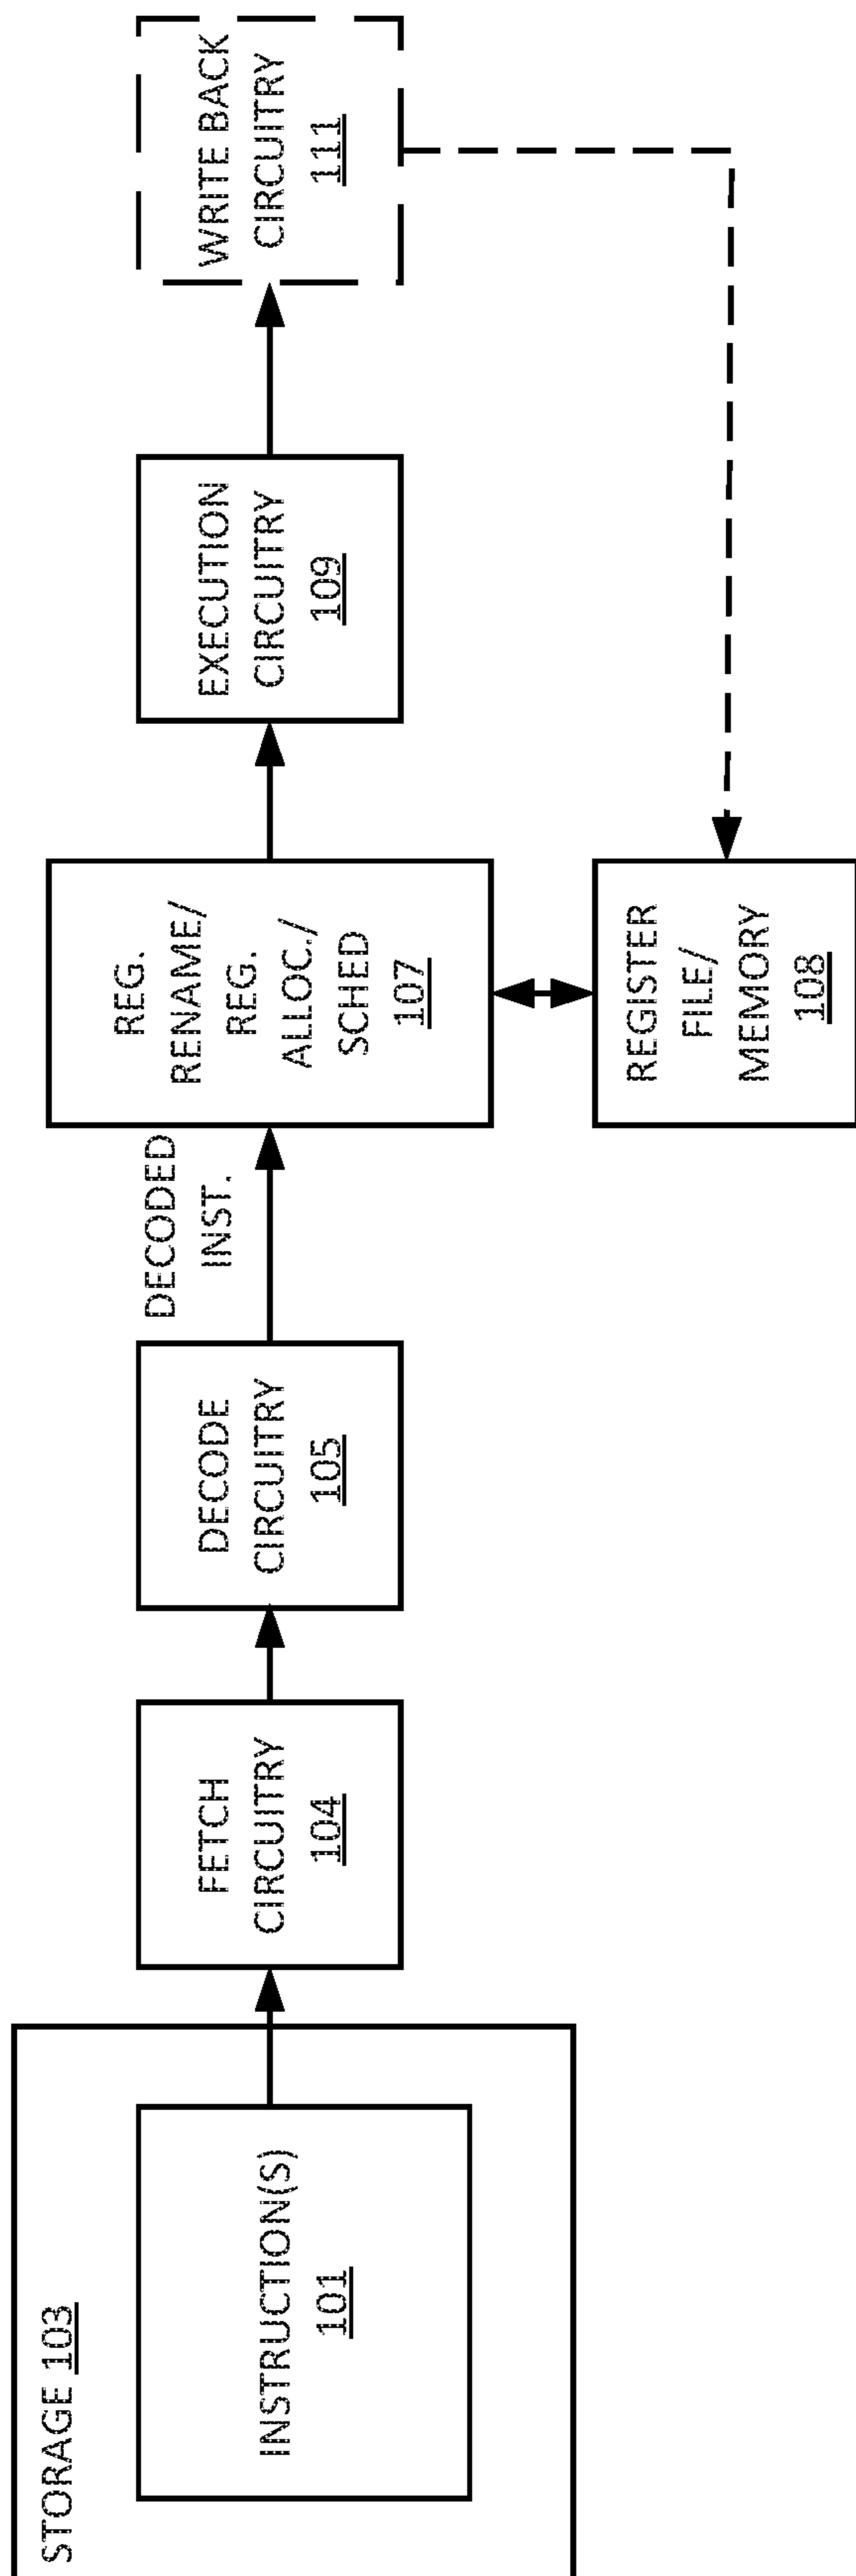 STORAGE 103
INSTRUCTION(S)
101
FETCH
CIRCUITRY
104
DECODE
CIRCUITRY
105
DECODED
INST.
REG.
RENAME/
REG.
ALLOC./
SCHED
107
REGISTER
FILE/
MEMORY
108
EXECUTION
CIRCUITRY
109
WRITE BACK
CIRCUITRY
111